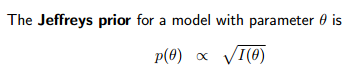 The Jeffreys prior for a model with parameter θ is
p(θ) ∝ √I(θ)